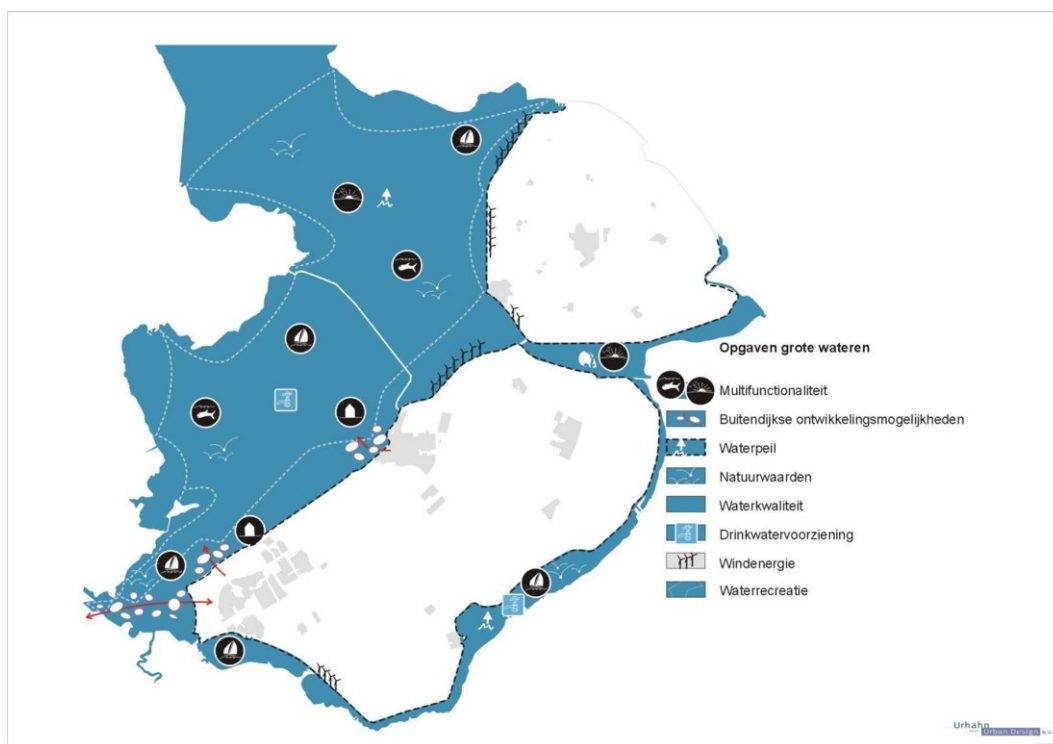 Opgaven grote wateren
Multifunctionaliteit
Buitendijkse ontwikkelingsmogelijkheden
Waterpeil
Natuurwaarden
Waterkwaliteit
Drinkwatervoorziening
Windenergie
Waterrecreatie
Urhahn
Urban Design b.v.